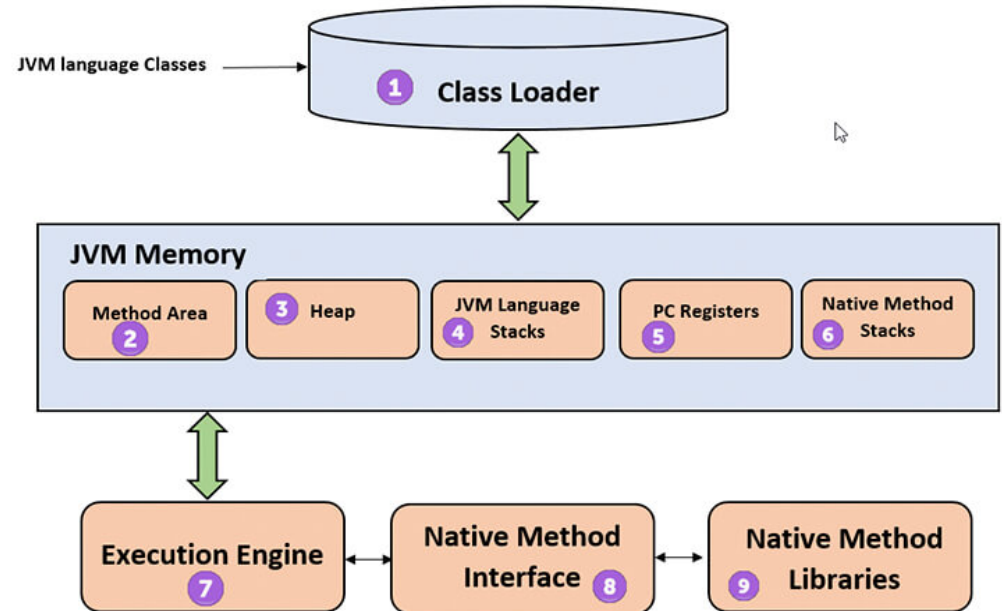 JVM language Classes
1 Class Loader
JVM Memory
Method Area
2
3 Heap
JVM Language
4 Stacks
PC Registers
5
Native Method
6 Stacks
Execution Engine
7
Native Method
Interface 8
Native Method
9 Libraries